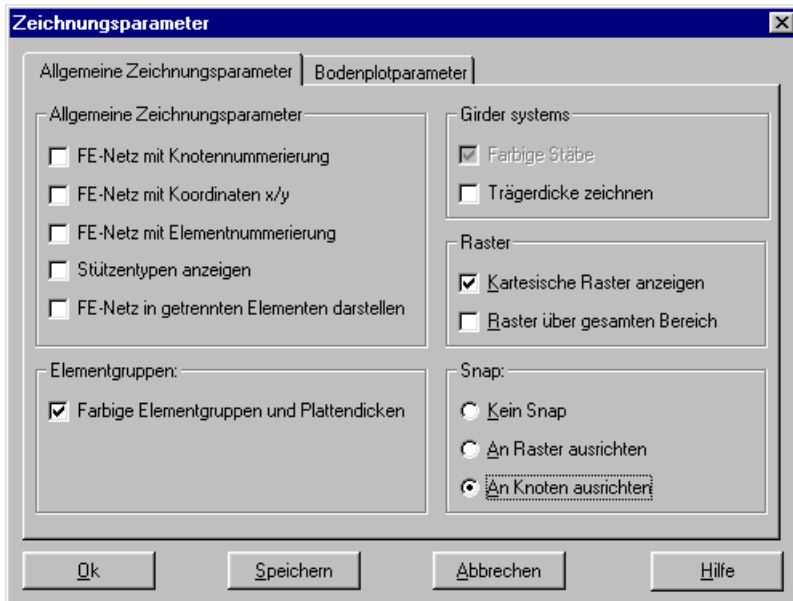 Zeichnungsparameter
Allgemeine Zeichnungsparameter
Bodenplotparameter
Allgemeine Zeichnungsparameter
FE-Netz mit Knotennummerierung
FE-Netz mit Koordinaten x/y
FE-Netz mit Elementnummerierung
Stützentypen anzeigen
FE-Netz in getrennten Elementen darstellen
Girder systems
Farbige Stäbe
Trägerdicke zeichnen
Raster
Kartesische Raster anzeigen
Raster über gesamten Bereich
Elementgruppen:
Farbige Elementgruppen und Plattendicken
Snap:
Kein Snap
An Raster ausrichten
An Knoten ausrichten
Ok
Speichern
Abbrechen
Hilfe